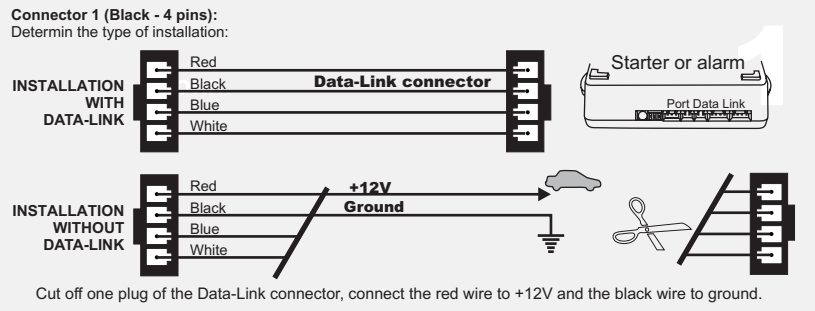 Connector 1 (Black - 4 pins):
Determin the type of installation:
1
INSTALLATION
WITH
DATA-LINK
Red
Black
Blue
White
Data-Link connector
Starter or alarm
Port Data Link
INSTALLATION
WITHOUT
DATA-LINK
Red
Black
Blue
White
+12V
Ground
Cut off one plug of the Data-Link connector, connect the red wire to +12V and the black wire to ground.